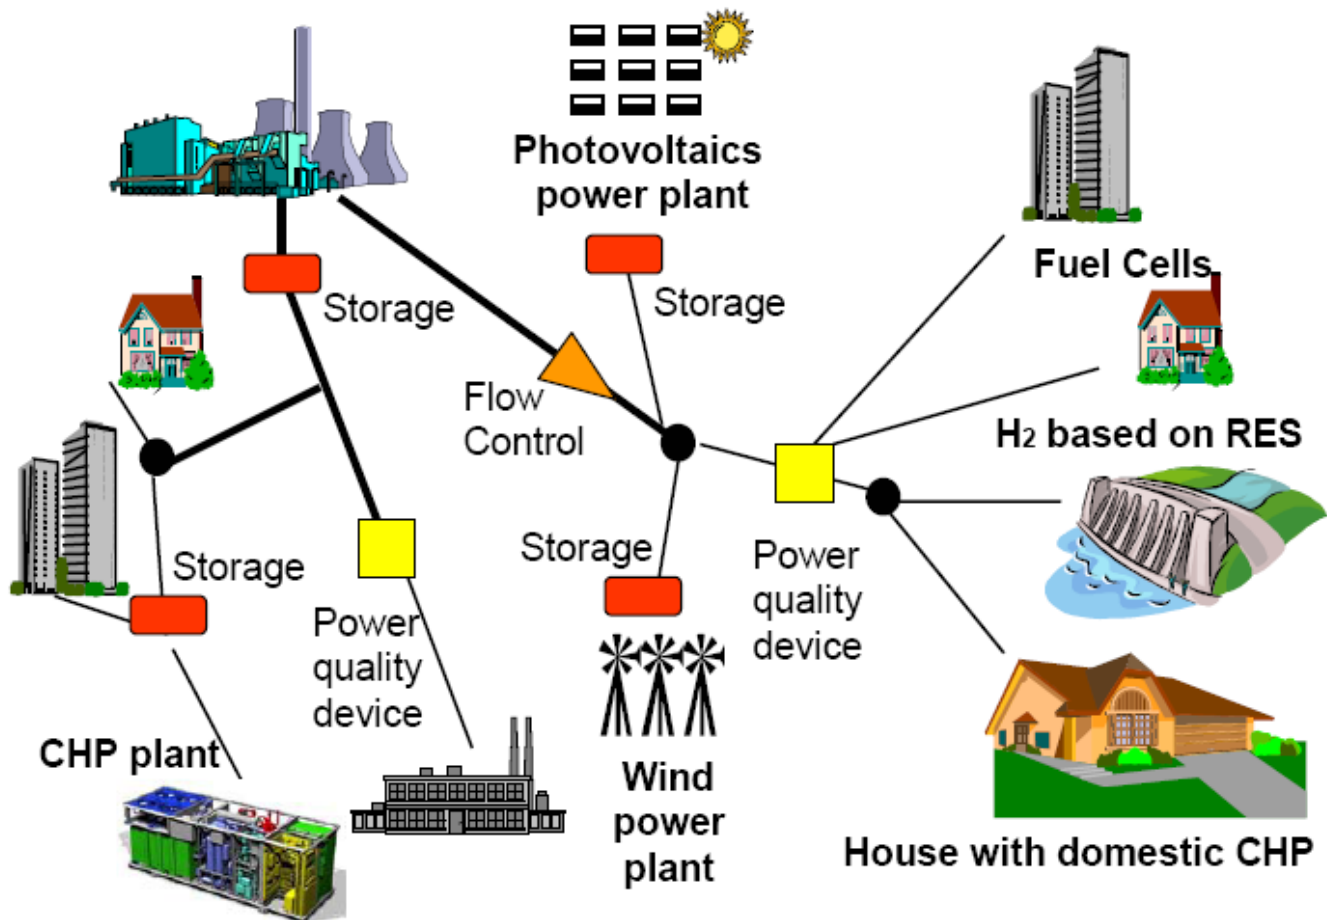 Photovoltaics
power plant
Fuel Cells
Storage
Storage
Flow
Control
H₂ based on RES
Storage
Storage
Power
quality
device
Power
quality
device
CHP plant
Wind
power
plant
House with domestic CHP